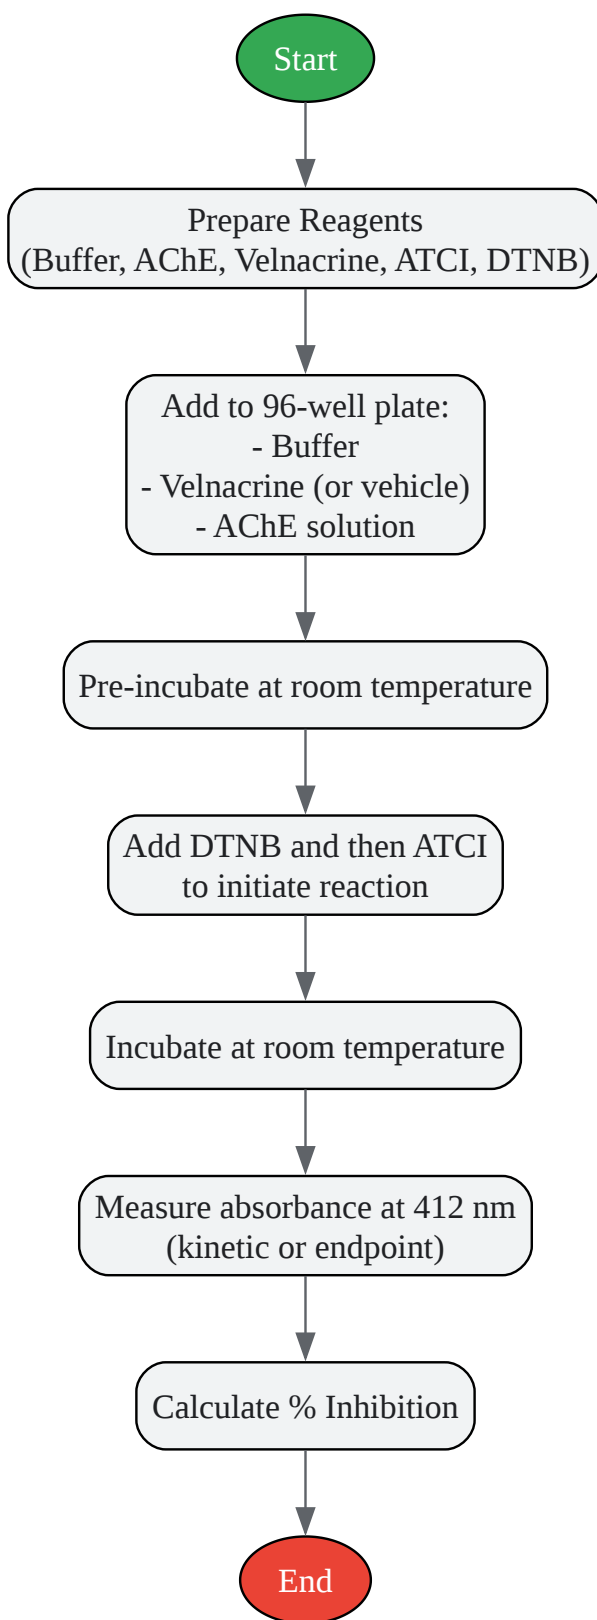 Start
Prepare Reagents
(Buffer, AChE, Velnacrine, ATCI, DTNB)
Add to 96-well plate:
- Buffer
- Velnacrine (or vehicle)
- AChE solution
Pre-incubate at room temperature
Add DTNB and then ATCI
to initiate reaction
Incubate at room temperature
Measure absorbance at 412 nm
(kinetic or endpoint)
Calculate % Inhibition
End